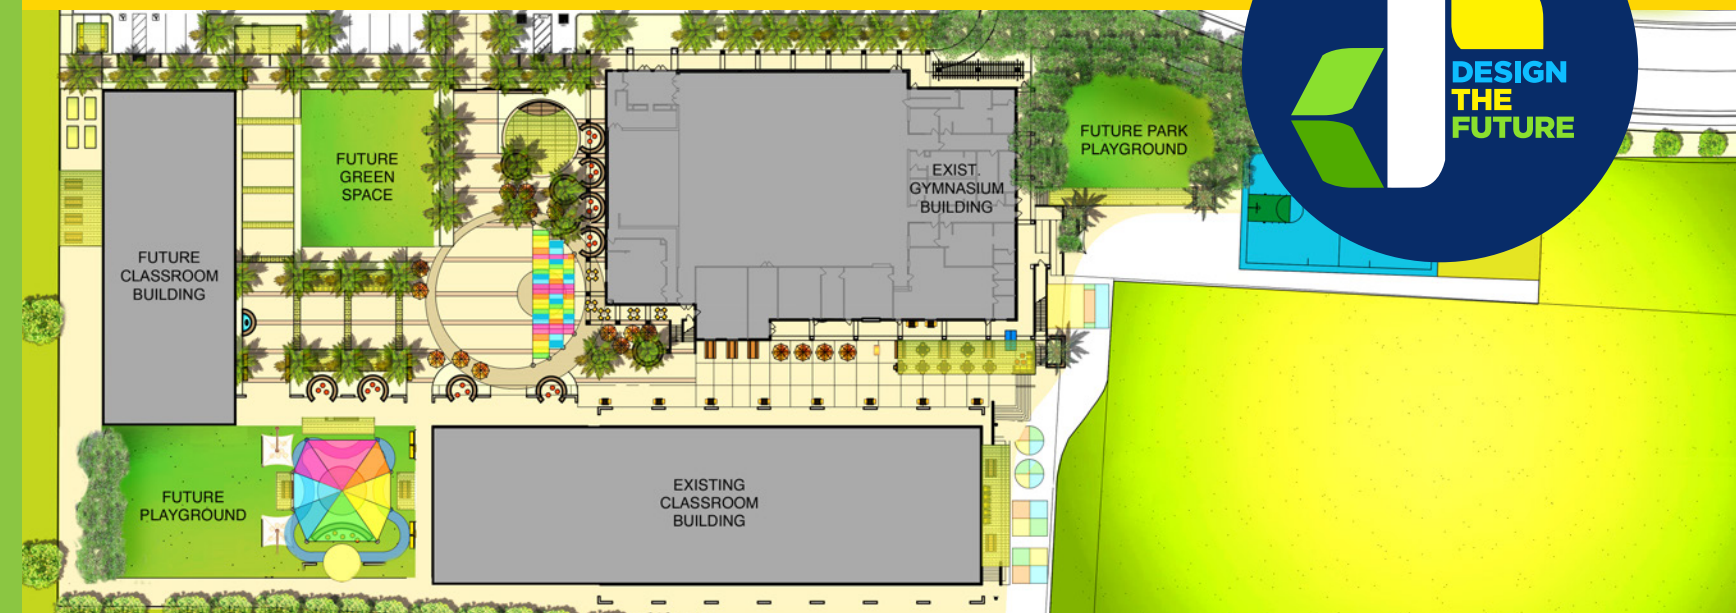 DESIGN
THE
FUTURE
FUTURE
GREEN
SPACE
FUTURE PARK
PLAYGROUND
EXIST.
GYMNASIUM
BUILDING
FUTURE
CLASSROOM
BUILDING
FUTURE
PLAYGROUND
EXISTING
CLASSROOM
BUILDING